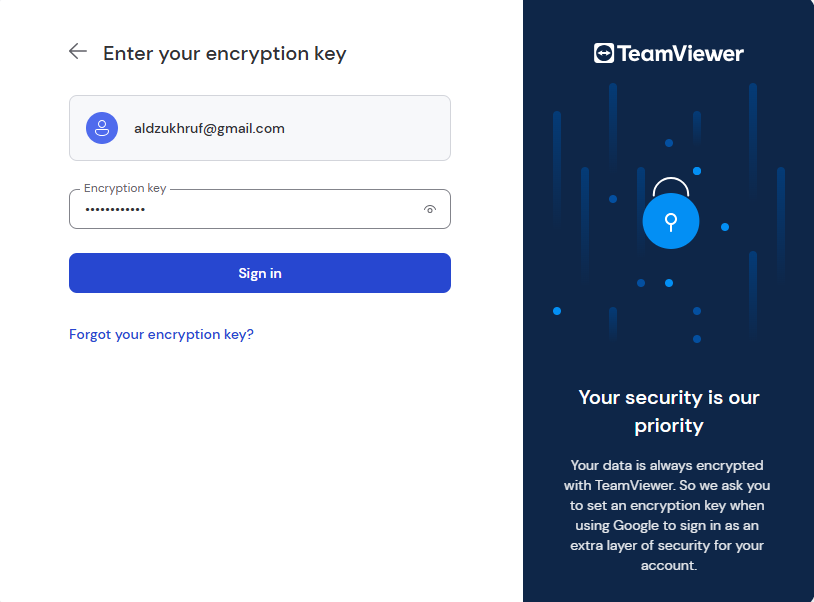 Enter your encryption key
aldzukhruf@gmail.com
Encryption key
••••••••••••
Sign in
Forgot your encryption key?
TeamViewer
Your security is our
priority
Your data is always encrypted
with TeamViewer. So we ask you
to set an encryption key when
using Google to sign in as an
extra layer of security for your
account.